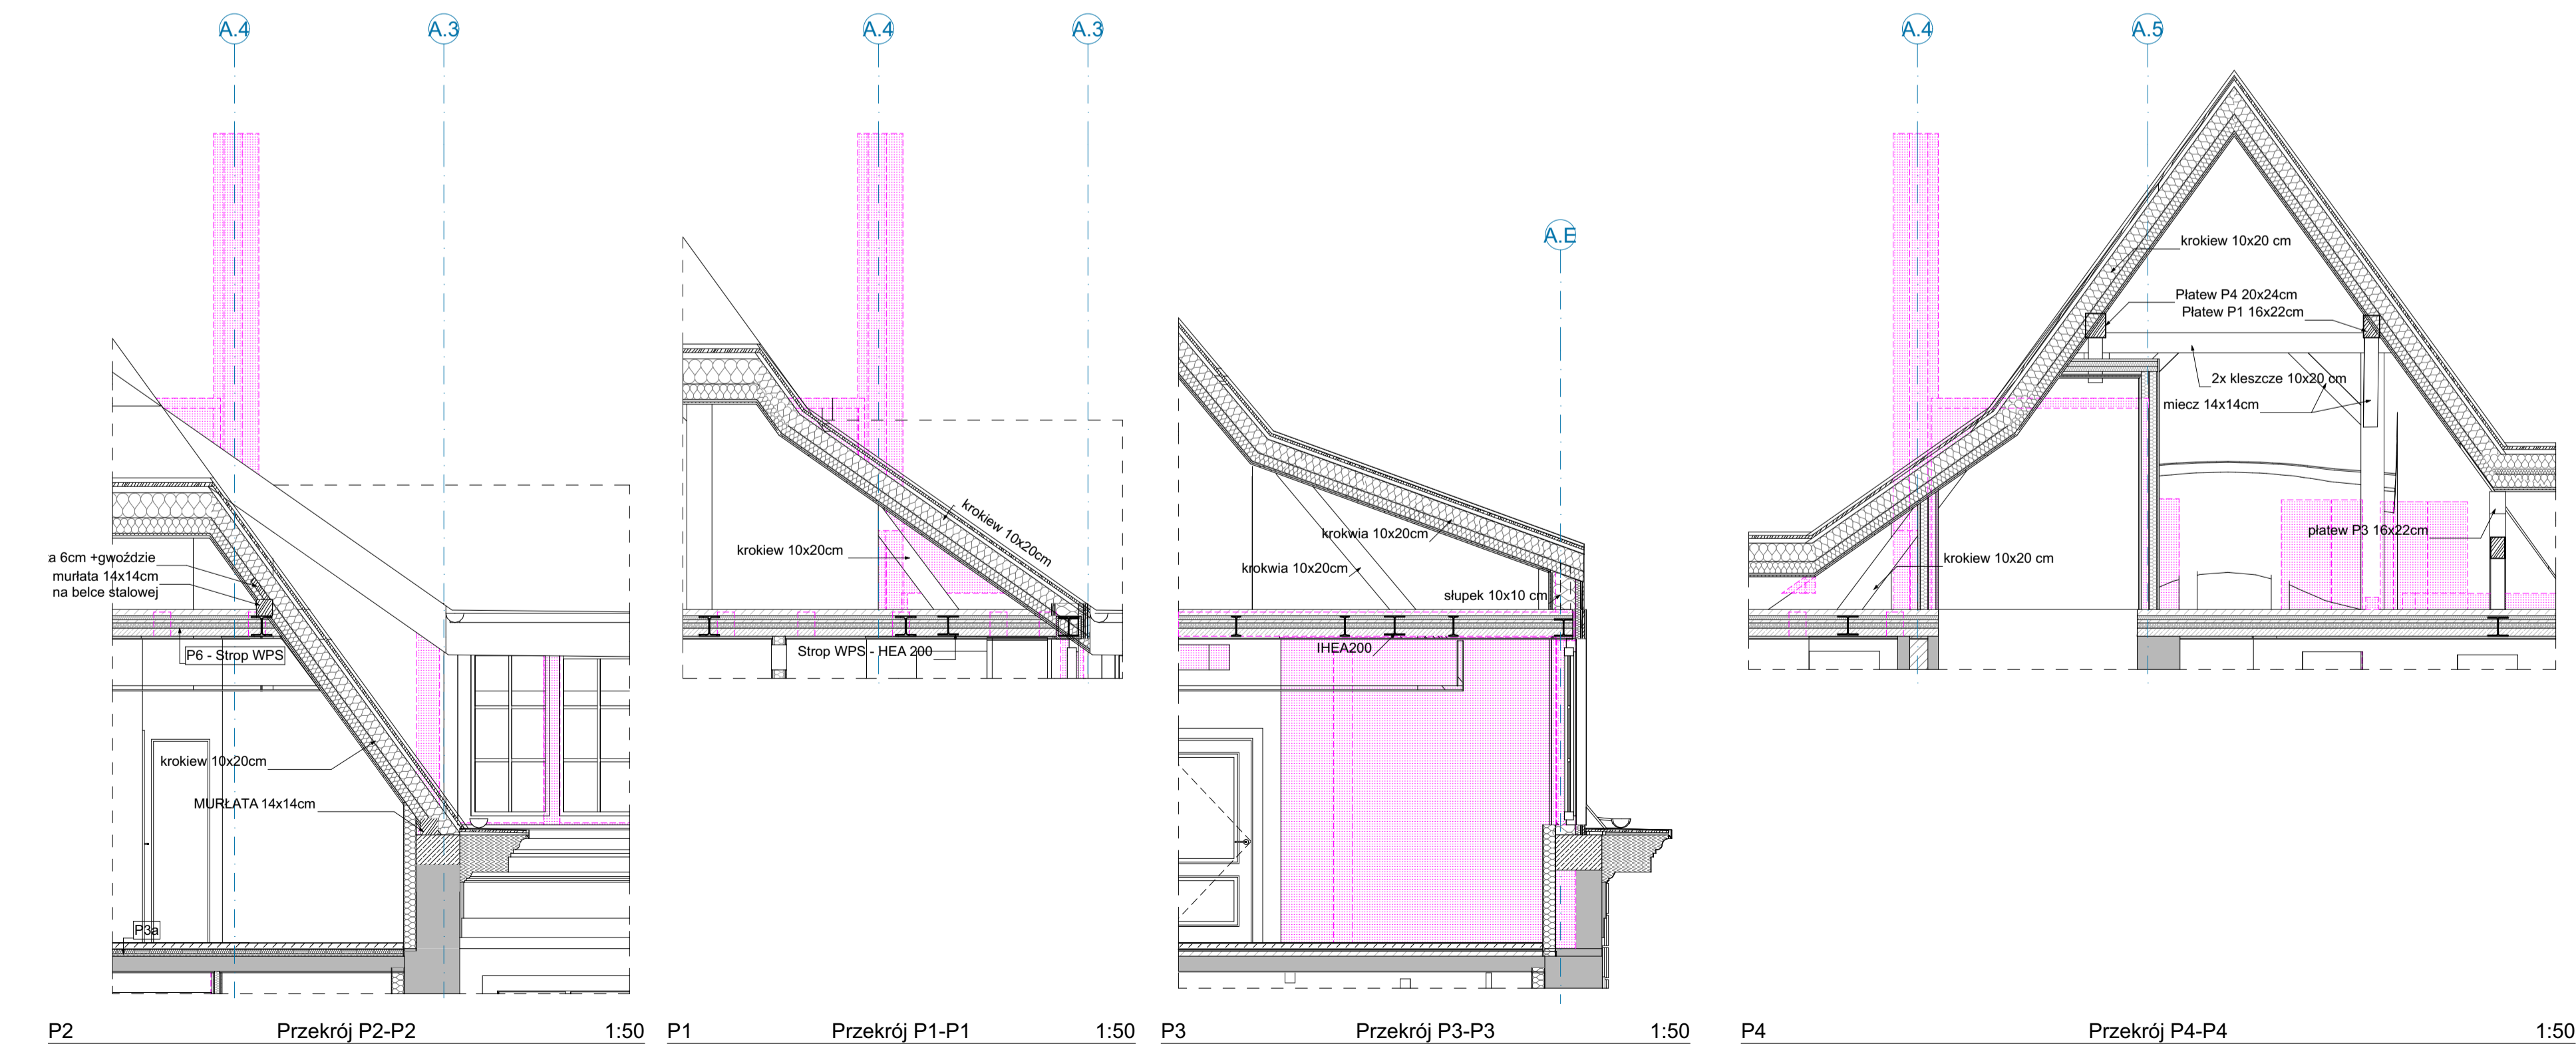 A.4
A.3
a 6cm +gwoździe
murłata 14x14cm
na belce stalowej
P6 - Strop WPS
krokiew 10x20cm
MURŁATA 14x14cm
P3a
P2
Przekrój P2-P2
1:50
A.4
A.3
krokiew 10x20cm
krokiew 10x20cm
Strop WPS - HEA 200
P1
Przekrój P1-P1
1:50
A.E
krokwia 10x20cm
krokwia 10x20cm
słupek 10x10 cm
IHEA200
P3
Przekrój P3-P3
1:50
A.4
A.5
krokiew 10x20 cm
Płatew P4 20x24cm
Płatew P1 16x22cm
2x kleszcze 10x20 cm
miecz 14x14cm
płatew P3 16x22cm
krokiew 10x20 cm
P4
Przekrój P4-P4
1:50